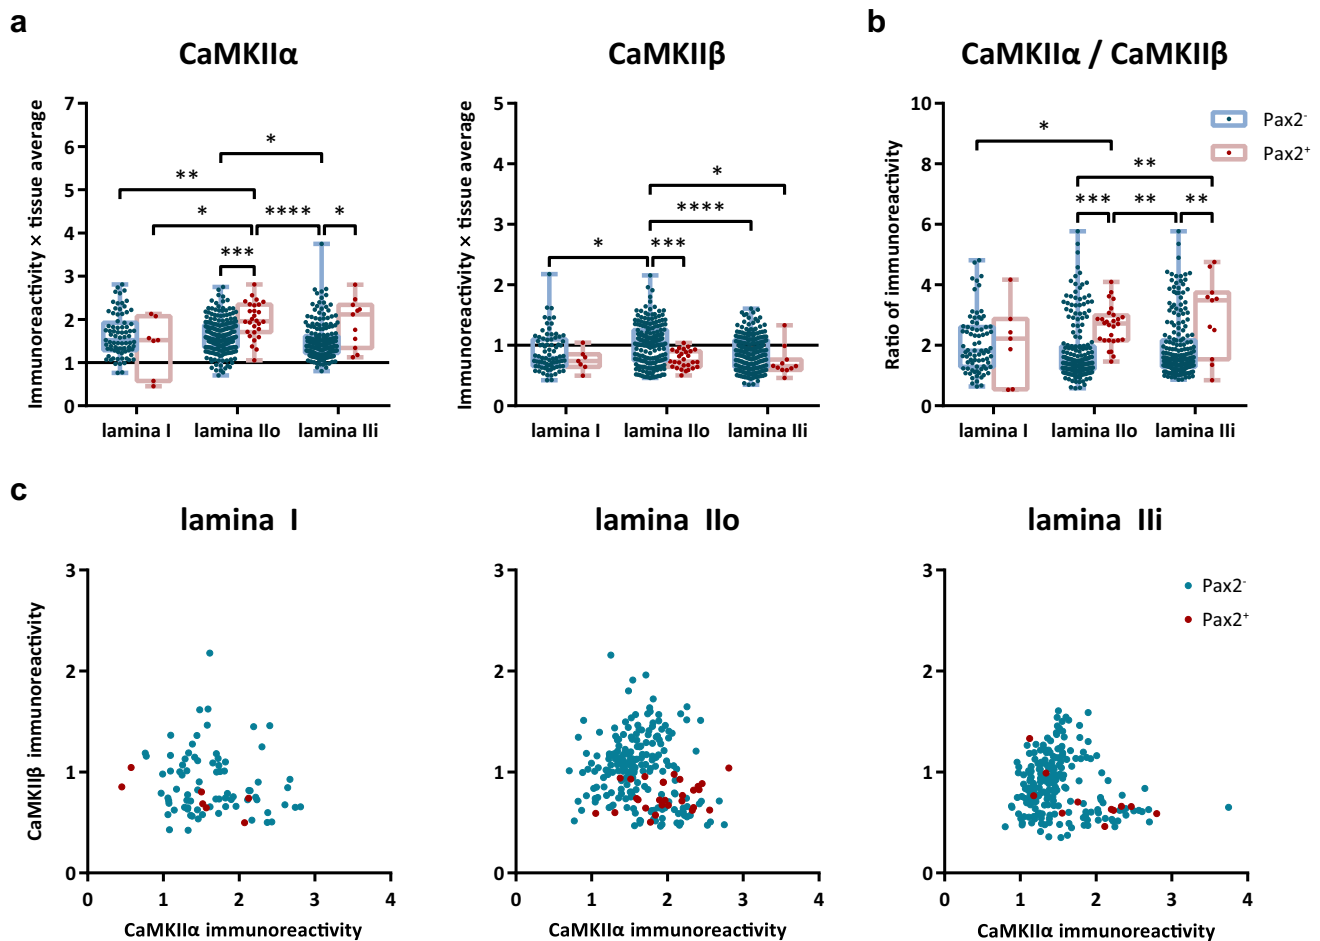 a
CaMKIIα
Immunoreactivity × tissue average
7
6
5
4
3
2
1
0
*
**
*
****
*
***
lamina I
lamina IIo
lamina IIi
CaMKIIβ
Immunoreactivity × tissue average
5
4
3
2
1
0
*
****
*
***
lamina I
lamina IIo
lamina IIi
b
CaMKIIα / CaMKIIβ
Ratio of immunoreactivity
10
8
6
4
2
0
*
**
***
**
**
lamina I
lamina IIo
lamina IIi
Pax2⁻
Pax2⁺
c
lamina I
CaMKIIβ immunoreactivity
3
2
1
0
0 1 2 3 4
CaMKIIα immunoreactivity
lamina IIo
3
2
1
0
0 1 2 3 4
CaMKIIα immunoreactivity
lamina IIi
3
2
1
0
0 1 2 3 4
CaMKIIα immunoreactivity
Pax2⁻
Pax2⁺